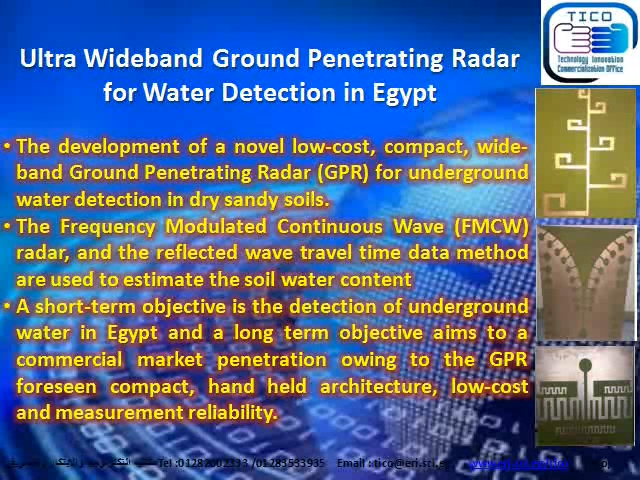 TICO
Technology Innovation
Commercialization Office
Ultra Wideband Ground Penetrating Radar
for Water Detection in Egypt
• The development of a novel low-cost, compact, wide-
band Ground Penetrating Radar (GPR) for underground
water detection in dry sandy soils.
• The Frequency Modulated Continuous Wave (FMCW)
radar, and the reflected wave travel time data method
are used to estimate the soil water content
• A short-term objective is the detection of underground
water in Egypt and a long term objective aims to a
commercial market penetration owing to the GPR
foreseen compact, hand held architecture, low-cost
and measurement reliability.
Tel :01282002333 /01283533935 Email : tico@eri.sci.eg